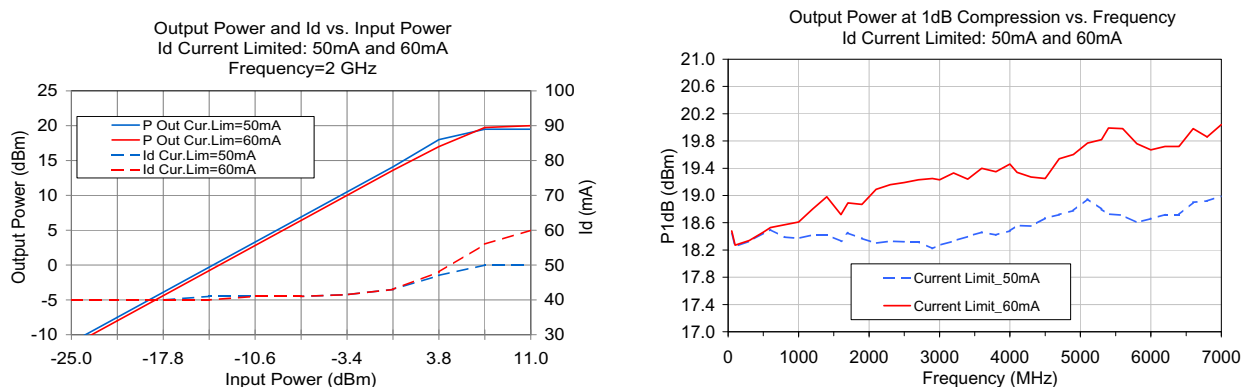 Output Power and Id vs. Input Power
Id Current Limited: 50mA and 60mA
Frequency=2 GHz
Output Power (dBm)
25
20
15
10
5
0
-5
-10
P Out Cur.Lim=50mA
P Out Cur.Lim=60mA
Id Cur.Lim=50mA
Id Cur.Lim=60mA
100
90
80
70
60
50
40
30
Id (mA)
-25.0 -17.8 -10.6 -3.4 3.8 11.0
Input Power (dBm)
Output Power at 1dB Compression vs. Frequency
Id Current Limited: 50mA and 60mA
P1dB (dBm)
21.0
20.6
20.2
19.8
19.4
19.0
18.6
18.2
17.8
17.4
17.0
Current Limit_50mA
Current Limit_60mA
0 1000 2000 3000 4000 5000 6000 7000
Frequency (MHz)